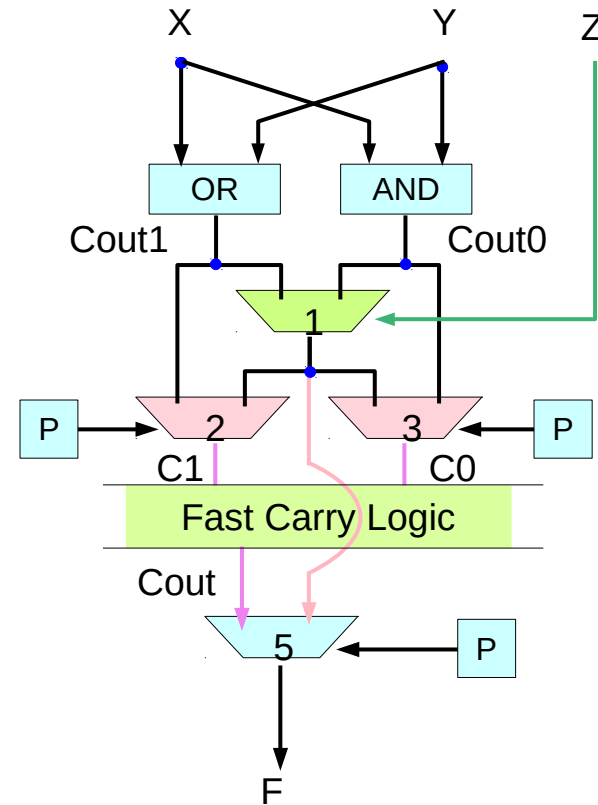 X Y Z
OR AND
Cout1 Cout0
1
P 2 3 P
C1 C0
Fast Carry Logic
Cout
5 P
F